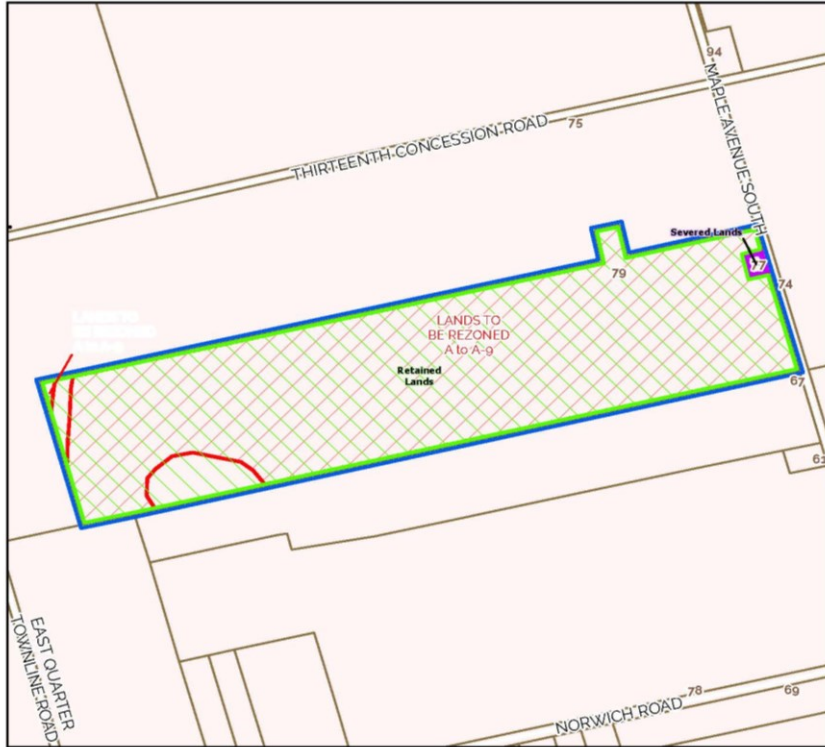 94
MAPLE AVENUE SOUTH
THIRTEENTH CONCESSION ROAD
75
Severed Lands
77
79
74
LANDS TO
BE REZONED
A to A-9
Retained
Lands
67
EAST QUARTER
TOWNLINE ROAD
78
69
NORWICH ROAD